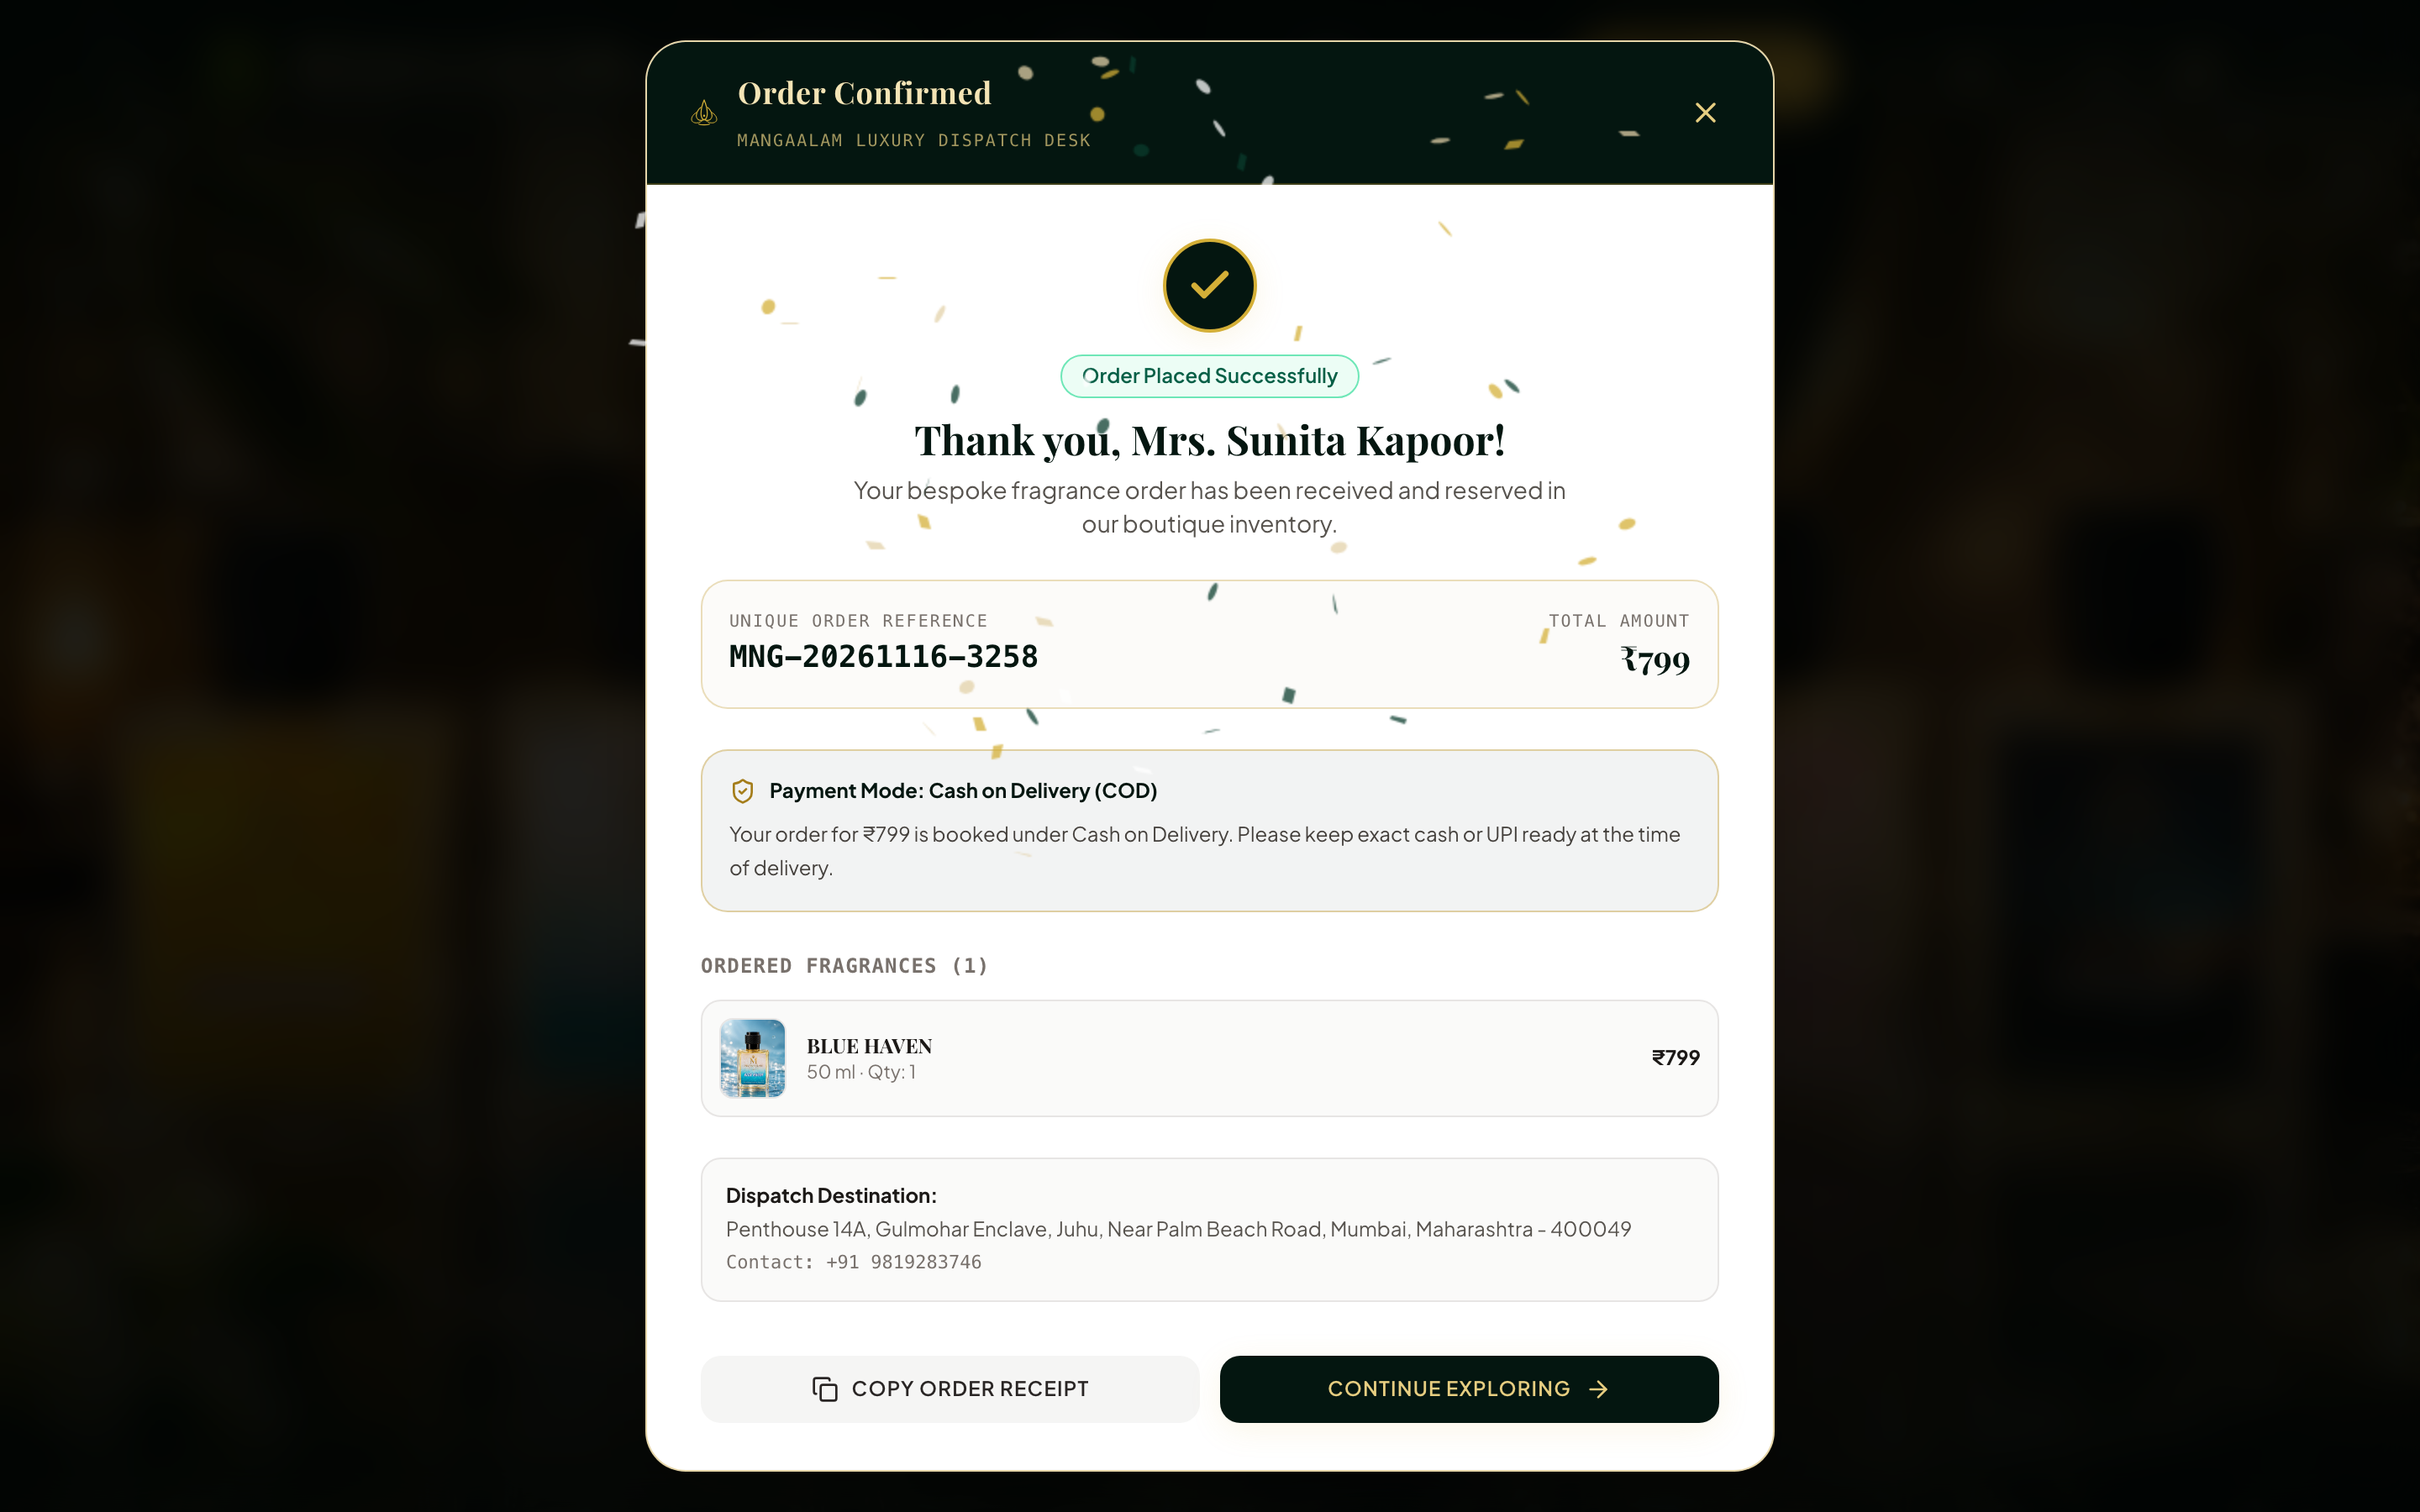 Order Confirmed
MANGAALAM LUXURY DISPATCH DESK
Order Placed Successfully
Thank you, Mrs. Sunita Kapoor!
Your bespoke fragrance order has been received and reserved in
our boutique inventory.
UNIQUE ORDER REFERENCE
MNG-20261116-3258
TOTAL AMOUNT
₹799
Payment Mode: Cash on Delivery (COD)
Your order for ₹799 is booked under Cash on Delivery. Please keep exact cash or UPI ready at the time
of delivery.
ORDERED FRAGRANCES (1)
BLUE HAVEN
50 ml · Qty: 1
₹799
Dispatch Destination:
Penthouse 14A, Gulmohar Enclave, Juhu, Near Palm Beach Road, Mumbai, Maharashtra - 400049
Contact: +91 9819283746
COPY ORDER RECEIPT
CONTINUE EXPLORING